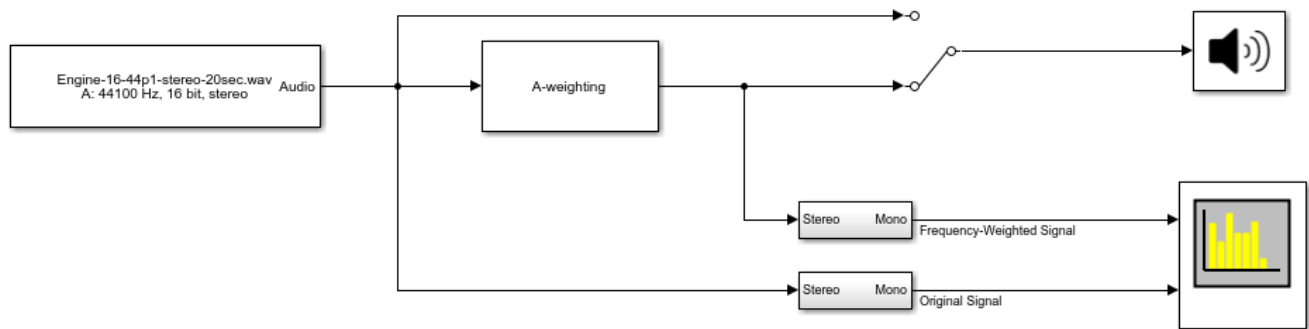 Engine-16-44p1-stereo-20sec.wav
A: 44100 Hz, 16 bit, stereo
Audio
A-weighting
Stereo Mono
Frequency-Weighted Signal
Stereo Mono
Original Signal